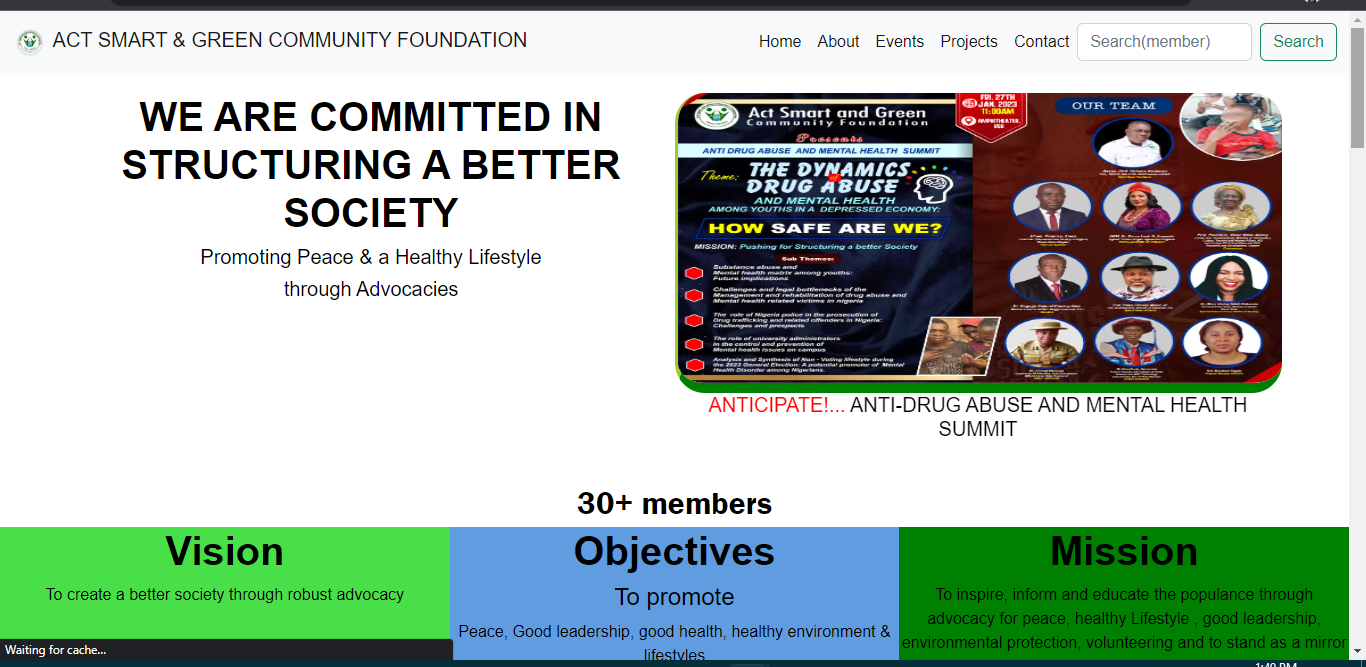 ACT SMART & GREEN COMMUNITY FOUNDATION
Home About Events Projects Contact Search(member) Search
WE ARE COMMITTED IN
STRUCTURING A BETTER
SOCIETY
Promoting Peace & a Healthy Lifestyle
through Advocacies
Act Smart and Green
Community Foundation
Presents
ANTI DRUG ABUSE AND MENTAL HEALTH SUMMIT
Theme: THE DYNAMICS
of
DRUG ABUSE
AND MENTAL HEALTH
AMONG YOUTHS IN A DEPRESSED ECONOMY:
HOW SAFE ARE WE?
MISSION: Pushing for Structuring a better Society
Sub Themes:
Substance abuse and
Mental health matrix among youths:
Future implications
Challenges and legal bottlenecks of the
Management and rehabilitation of drug abuse and
Mental health related victims in nigeria
The role of Nigeria police in the prosecution of
Drug trafficking and related offenders in Nigeria:
Challenges and prospects
The role of university administrators
in the control and prevention of
Mental health issues on campus
Analysis and Synthesis of Non - Voting lifestyle during
the 2023 General Election: A potential promoter of Mental
Health Disorder among Nigerians.
FRI. 27TH
JAN. 2023
11:00AM
AMPHITHEATER,
OUR TEAM
ANTICIPATE!... ANTI-DRUG ABUSE AND MENTAL HEALTH
SUMMIT
30+ members
Vision
To create a better society through robust advocacy
Objectives
To promote
Peace, Good leadership, good health, healthy environment &
lifestyles
Mission
To inspire, inform and educate the populance through
advocacy for peace, healthy Lifestyle , good leadership,
environmental protection, volunteering and to stand as a mirror
Waiting for cache...
1:49 PM